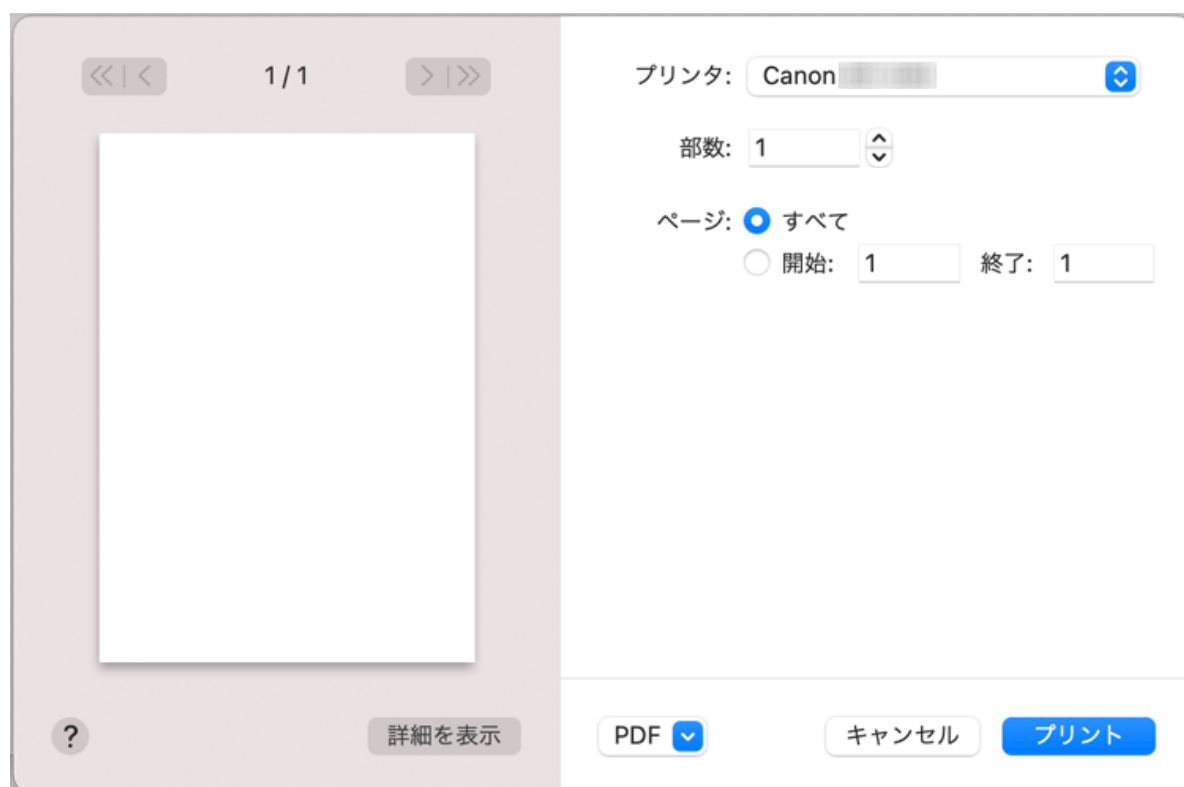 1 / 1
プリンタ: Canon
部数: 1
ページ: すべて
開始: 1 終了: 1
? 詳細を表示 PDF キャンセル プリント